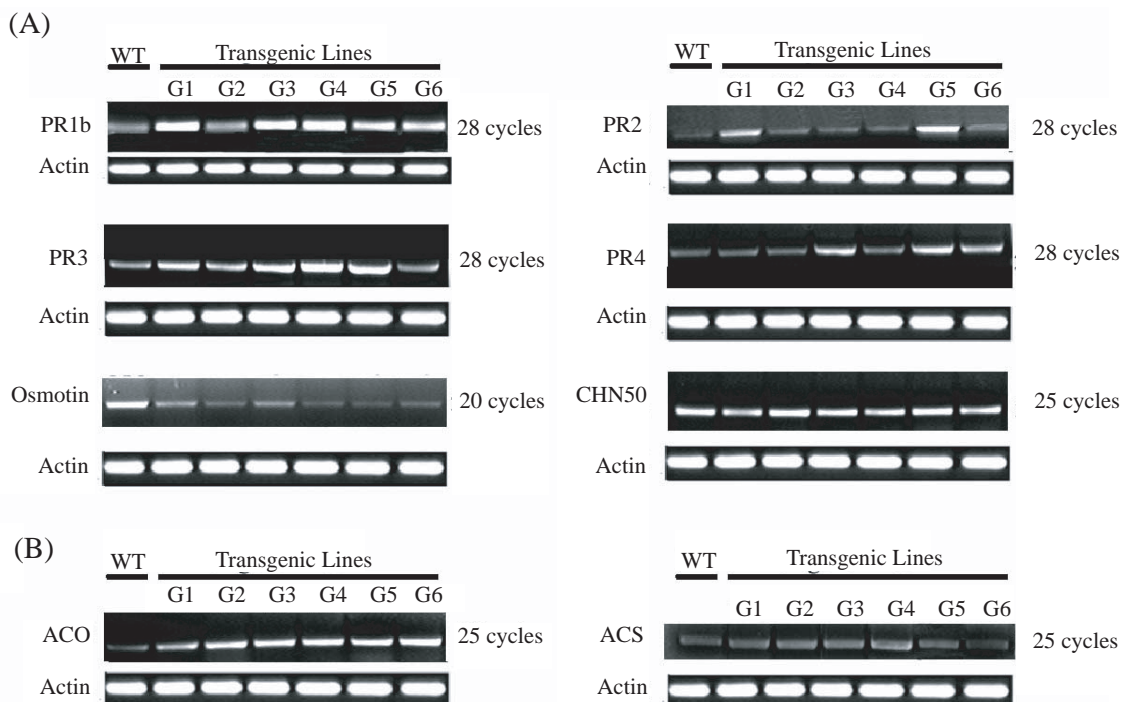 (A)
WT Transgenic Lines
G1 G2 G3 G4 G5 G6
PR1b 28 cycles
Actin
PR3 28 cycles
Actin
Osmotin 20 cycles
Actin
WT Transgenic Lines
G1 G2 G3 G4 G5 G6
PR2 28 cycles
Actin
PR4 28 cycles
Actin
CHN50 25 cycles
Actin
(B)
WT Transgenic Lines
G1 G2 G3 G4 G5 G6
ACO 25 cycles
Actin
WT Transgenic Lines
G1 G2 G3 G4 G5 G6
ACS 25 cycles
Actin